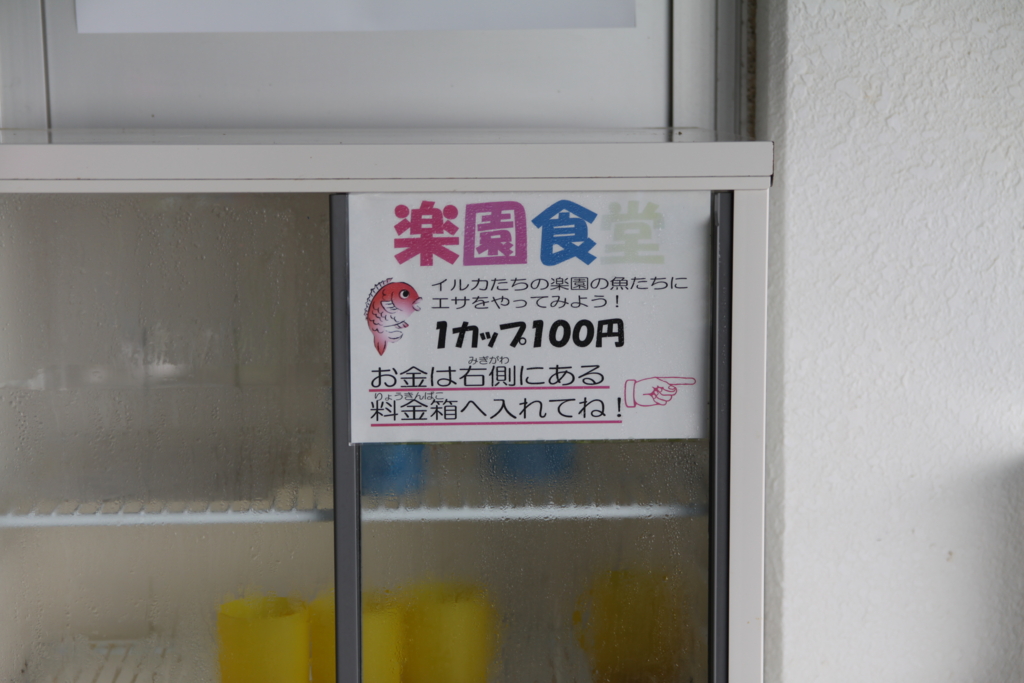 楽園食堂
イルカたちの楽園の魚たちに
エサをやってみよう！
1カップ100円
みぎがわ
お金は右側にある
りょうきんばこ
料金箱へ入れてね！